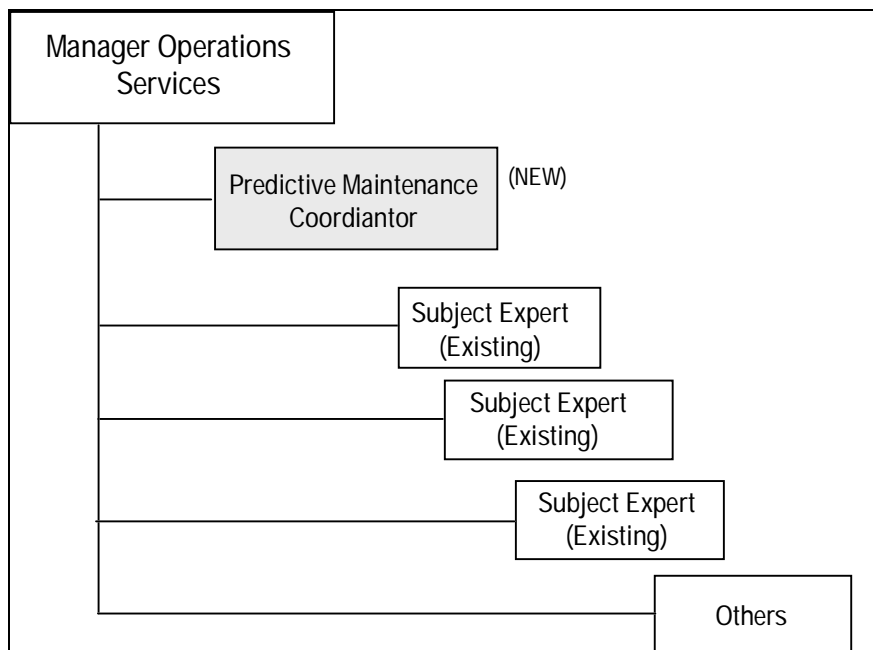 Manager Operations
Services
Predictive Maintenance
Coordiantor
(NEW)
Subject Expert
(Existing)
Subject Expert
(Existing)
Subject Expert
(Existing)
Others